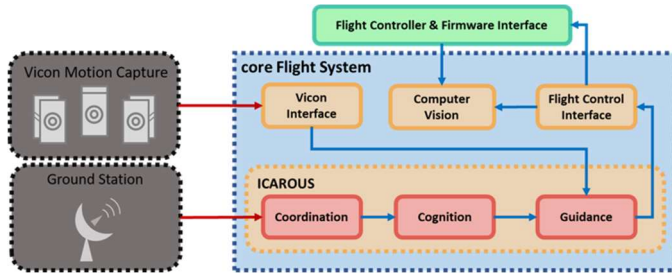 Flight Controller & Firmware Interface
Vicon Motion Capture
core Flight System
Vicon
Interface
Computer
Vision
Flight Control
Interface
Ground Station
ICAROUS
Coordination
Cognition
Guidance